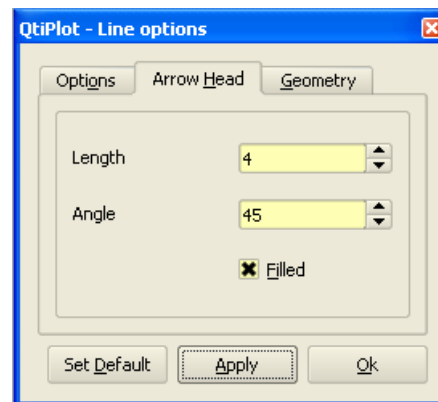 QtiPlot - Line options
Options Arrow Head Geometry
Length 4
Angle 45
Filled
Set Default Apply Ok